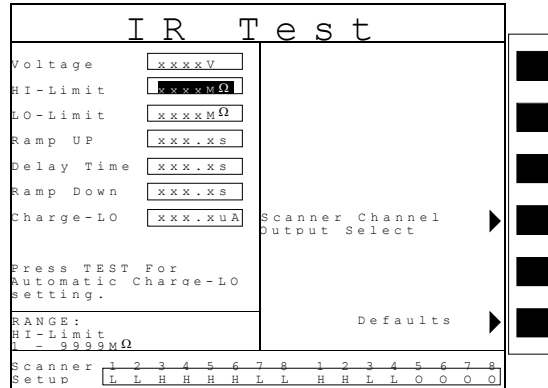 IR Test
Voltage xxxxV
HI-Limit xxxxMΩ
LO-Limit xxxxMΩ
Ramp UP xxx.xs
Delay Time xxx.xs
Ramp Down xxx.xs
Charge-LO xxx.xuA
Scanner Channel
Output Select
Press TEST For
Automatic Charge-LO
setting.
Defaults
RANGE:
HI-Limit
1 - 9999MΩ
Scanner 1 2 3 4 5 6 7 8 1 2 3 4 5 6 7 8
Setup L L H H H H L L H H L L O O O O